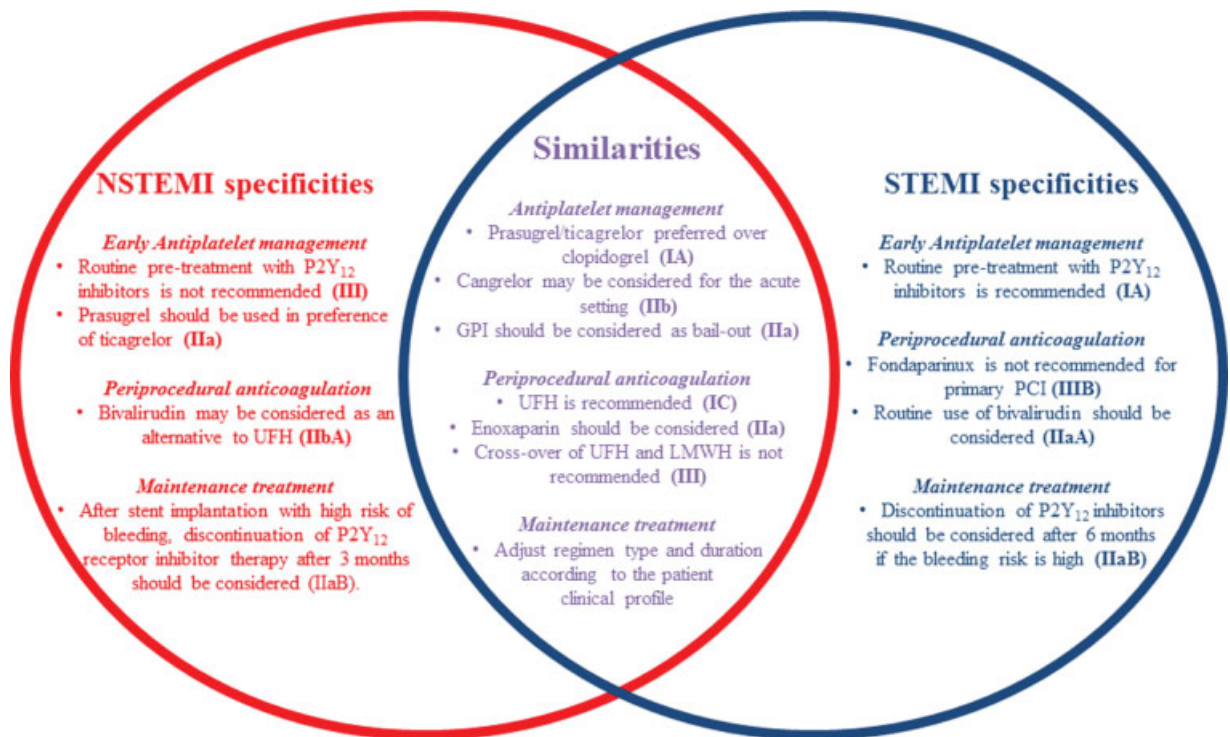 NSTEMI specificities
Early Antiplatelet management
• Routine pre-treatment with P2Y12
inhibitors is not recommended (III)
• Prasugrel should be used in preference
of ticagrelor (IIa)
Periprocedural anticoagulation
• Bivalirudin may be considered as an
alternative to UFH (IIbA)
Maintenance treatment
• After stent implantation with high risk of
bleeding, discontinuation of P2Y12
receptor inhibitor therapy after 3 months
should be considered (IIaB).
Similarities
Antiplatelet management
• Prasugrel/ticagrelor preferred over
clopidogrel (IA)
• Cangrelor may be considered for the acute
setting (IIb)
• GPI should be considered as bail-out (IIa)
Periprocedural anticoagulation
• UFH is recommended (IC)
• Enoxaparin should be considered (IIa)
• Cross-over of UFH and LMWH is not
recommended (III)
Maintenance treatment
• Adjust regimen type and duration
according to the patient
clinical profile
STEMI specificities
Early Antiplatelet management
• Routine pre-treatment with P2Y12
inhibitors is recommended (IA)
Periprocedural anticoagulation
• Fondaparinux is not recommended for
primary PCI (IIIB)
• Routine use of bivalirudin should be
considered (IIaA)
Maintenance treatment
• Discontinuation of P2Y12 inhibitors
should be considered after 6 months
if the bleeding risk is high (IIaB)